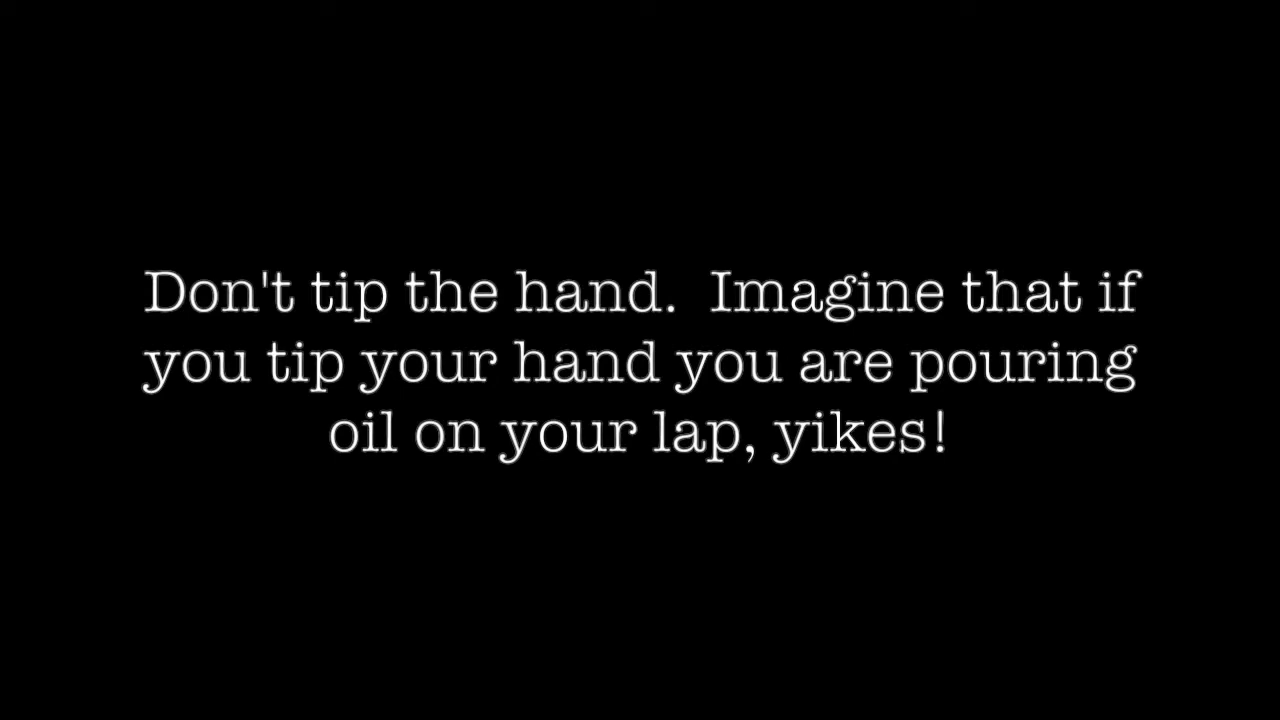 Don't tip the hand.  Imagine that if
you tip your hand you are pouring
oil on your lap, yikes!